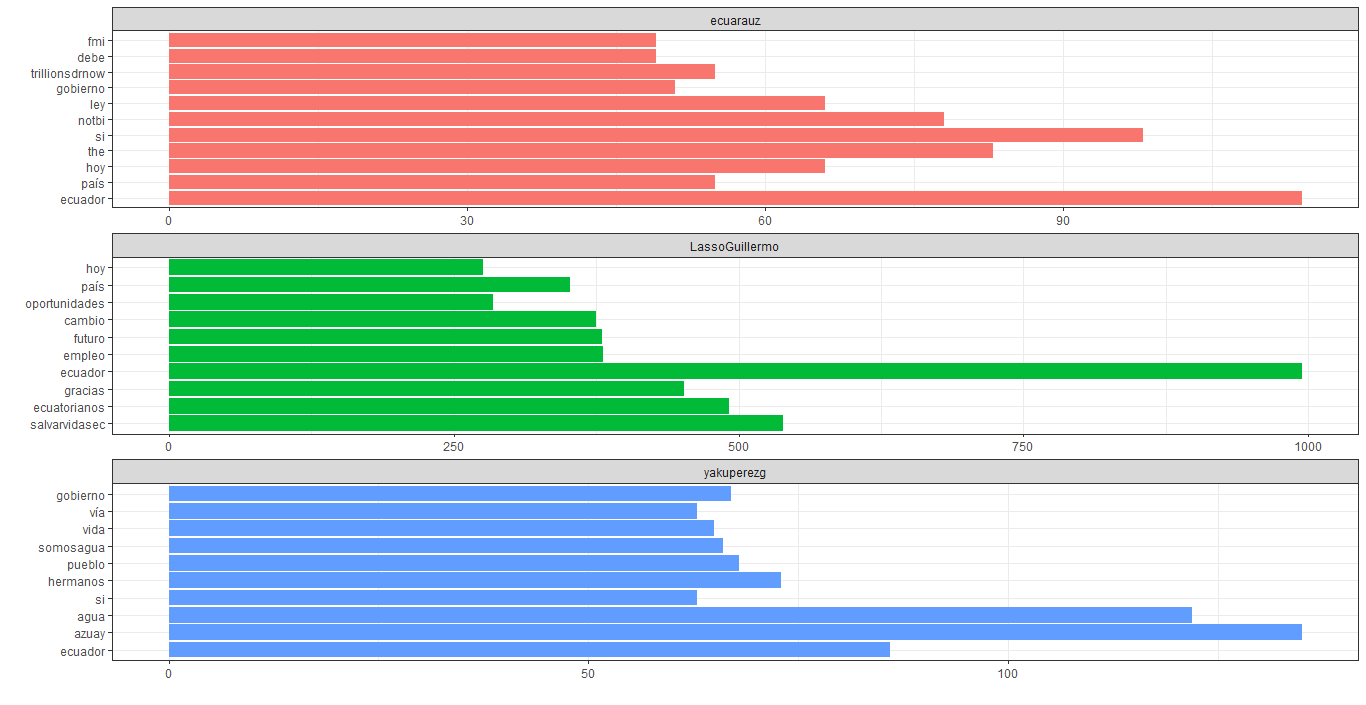 ecuarauz
fmi
debe
trillionsdrnow
gobierno
ley
notbi
si
the
hoy
país
ecuador
0 30 60 90
LassoGuillermo
hoy
país
oportunidades
cambio
futuro
empleo
ecuador
gracias
ecuatorianos
salvarvidasec
0 250 500 750 1000
yakuperezg
gobierno
vía
vida
somosagua
pueblo
hermanos
si
agua
azuay
ecuador
0 50 100